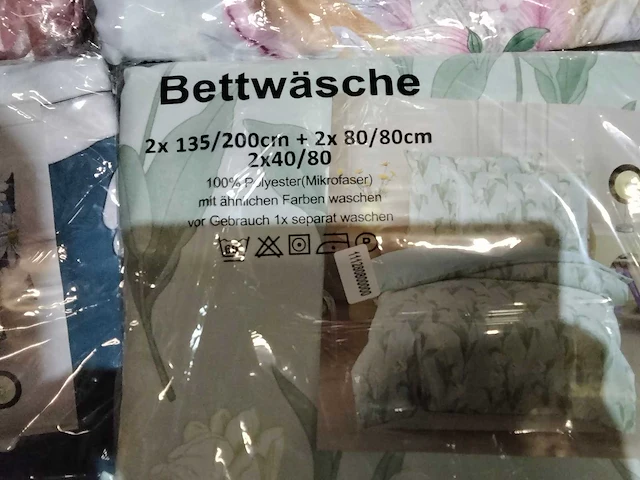 Bettwäsche
2x 135/200cm + 2x 80/80cm
2x40/80
100% Polyester(Mikrofaser)
mit ähnlichen Farben waschen
vor Gebrauch 1x separat waschen